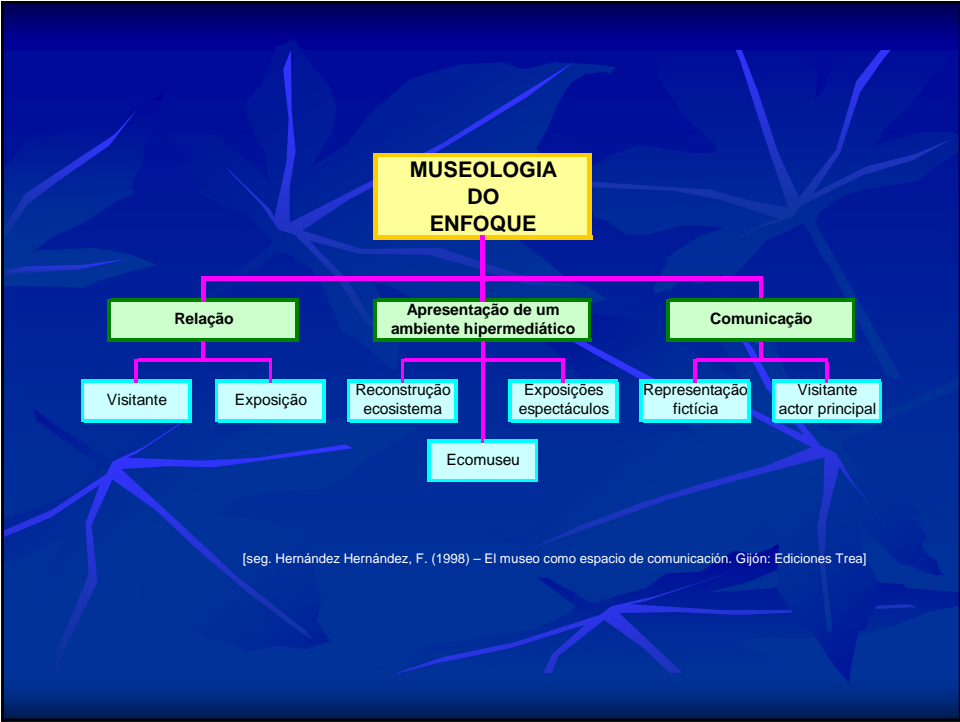 MUSEOLOGIA
DO
ENFOQUE
Relação
Apresentação de um
ambiente hipermediático
Comunicação
Visitante
Exposição
Reconstrução
ecosistema
Exposições
espectáculos
Representação
fictícia
Visitante
actor principal
Ecomuseu
[seg. Hernández Hernández, F. (1998) – El museo como espacio de comunicación. Gijón: Ediciones Trea]